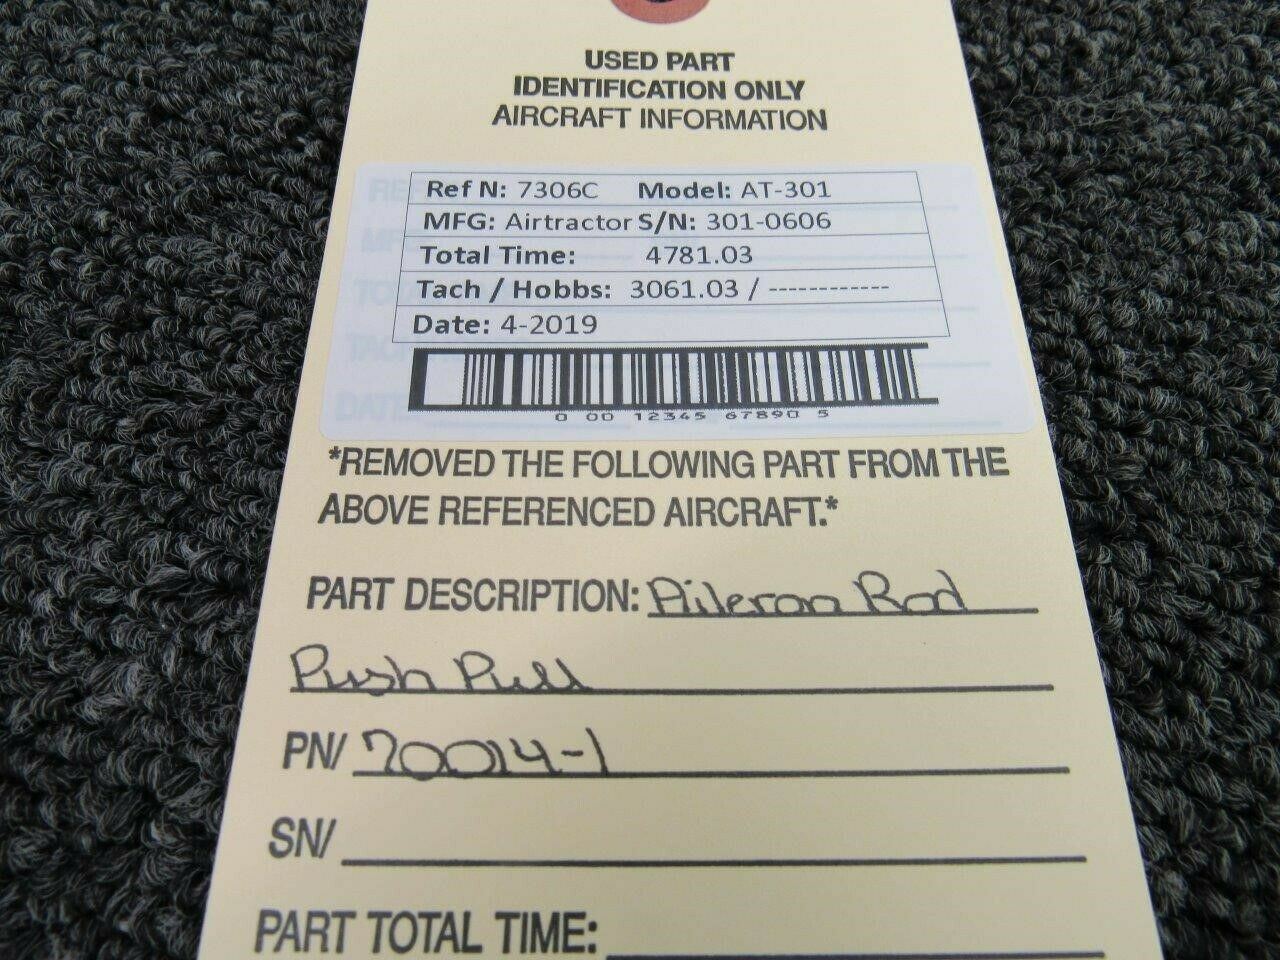 USED PART
IDENTIFICATION ONLY
AIRCRAFT INFORMATION
Ref N: 7306C Model: AT-301
MFG: Airtractor S/N: 301-0606
Total Time: 4781.03
Tach / Hobbs: 3061.03 / ------------
Date: 4-2019
0 00 12345 67890 5
*REMOVED THE FOLLOWING PART FROM THE
ABOVE REFERENCED AIRCRAFT.*
PART DESCRIPTION: Aileron Rod
Push Pull
PN/ 70014-1
SN/
PART TOTAL TIME: